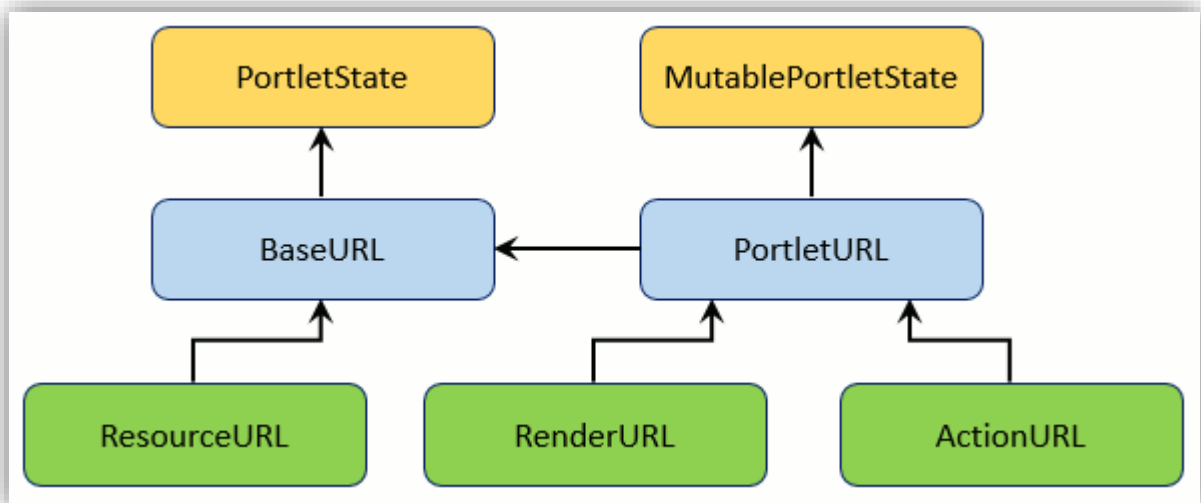 PortletState
MutablePortletState
BaseURL
PortletURL
ResourceURL
RenderURL
ActionURL